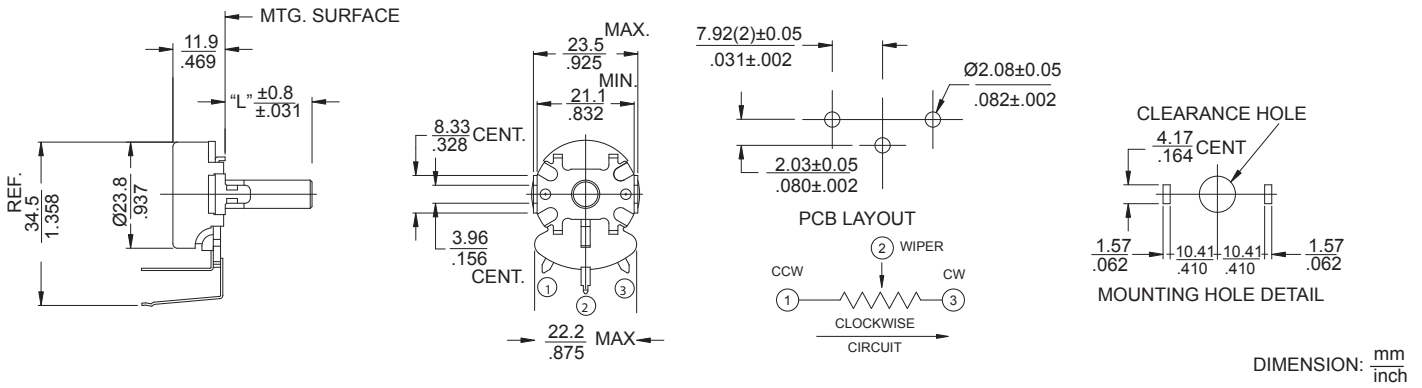 MTG. SURFACE
11.9
.469
“L” ±0.8
±.031
REF.
34.5
1.358
Ø23.8
.937
MAX.
23.5
.925
MIN.
21.1
.832
8.33
.328
CENT.
3.96
.156
CENT.
1
2
3
22.2
.875
MAX
7.92(2)±0.05
.031±.002
Ø2.08±0.05
.082±.002
2.03±0.05
.080±.002
PCB LAYOUT
2 WIPER
CCW
CW
1
3
CLOCKWISE
CIRCUIT
CLEARANCE HOLE
4.17
.164
CENT
1.57
.062
10.41
.410
10.41
.410
1.57
.062
MOUNTING HOLE DETAIL
DIMENSION: mm
inch